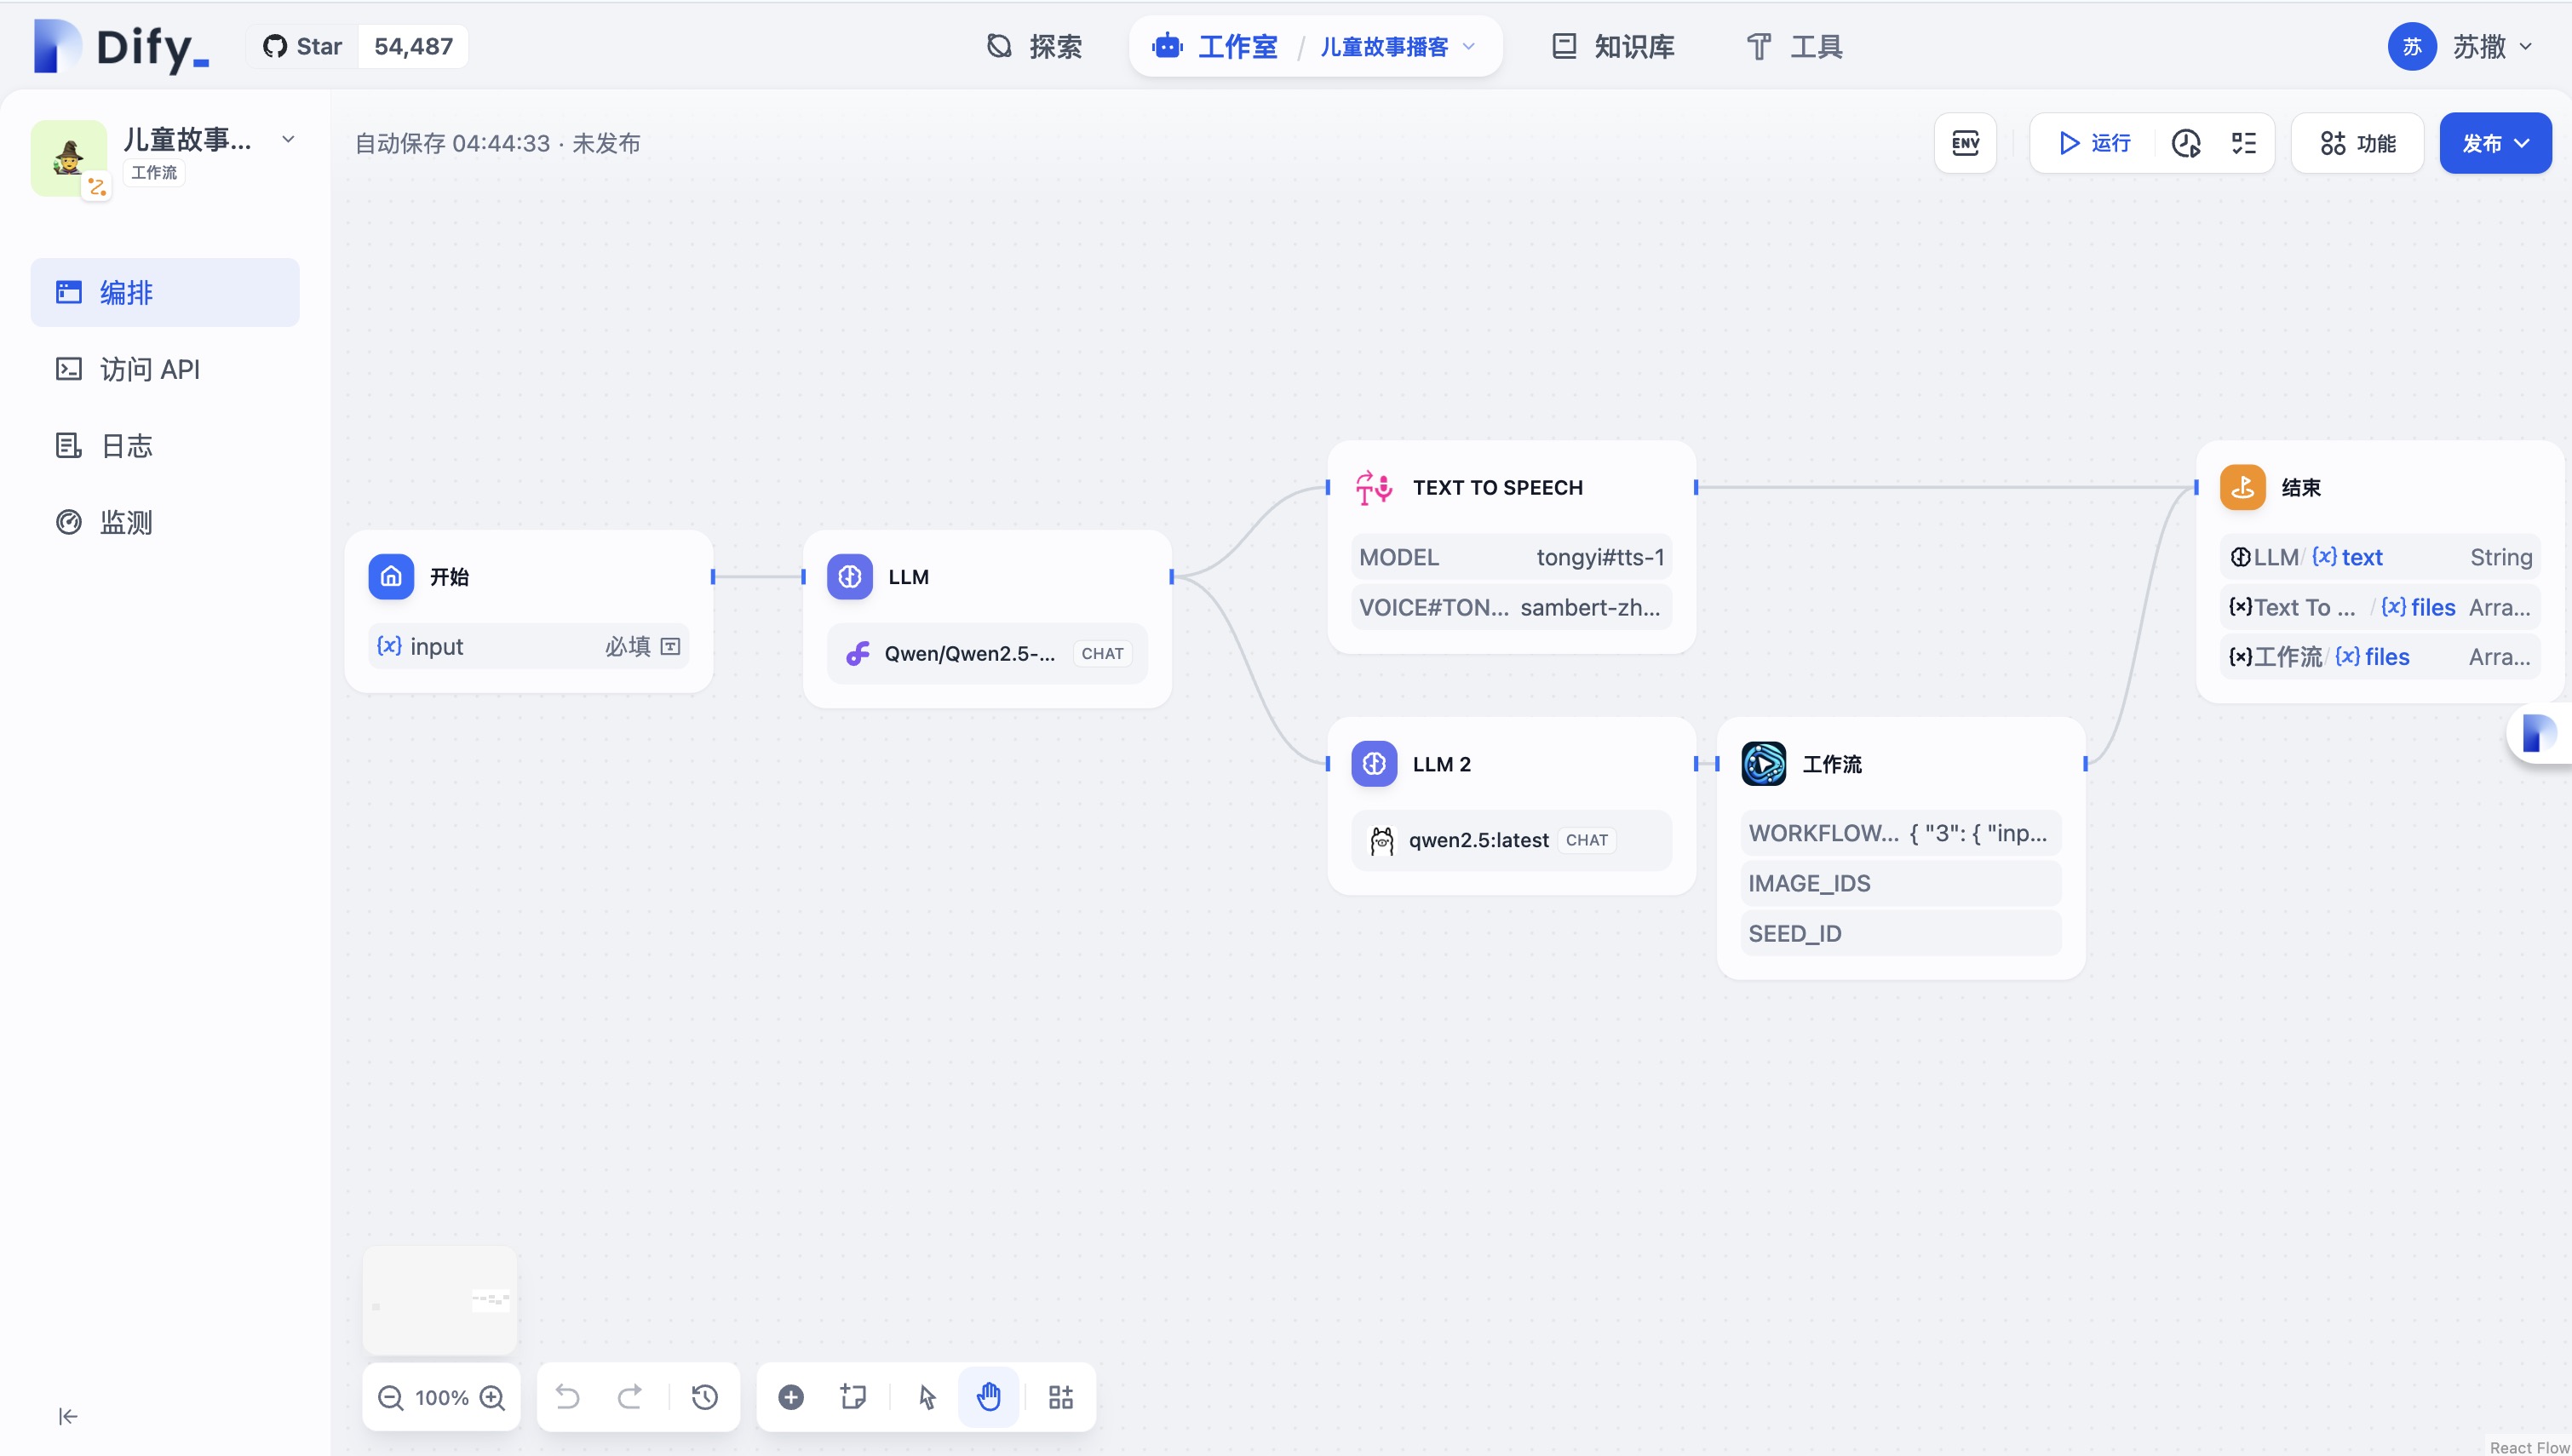 Dify_
Star 54,487
探索
工作室 / 儿童故事播客
知识库
工具
苏 苏撒
儿童故事...
工作流
自动保存 04:44:33 · 未发布
ENV
运行
功能
发布
编排
访问 API
日志
监测
开始
{x} input 必填
LLM
Qwen/Qwen2.5-... CHAT
TEXT TO SPEECH
MODEL tongyi#tts-1
VOICE#TON... sambert-zh...
LLM 2
qwen2.5:latest CHAT
工作流
WORKFLOW... { "3": { "inp...
IMAGE_IDS
SEED_ID
结束
LLM / {x} text String
{x} Text To ... / {x} files Arra...
{x} 工作流 / {x} files Arra...
100%
React Flow